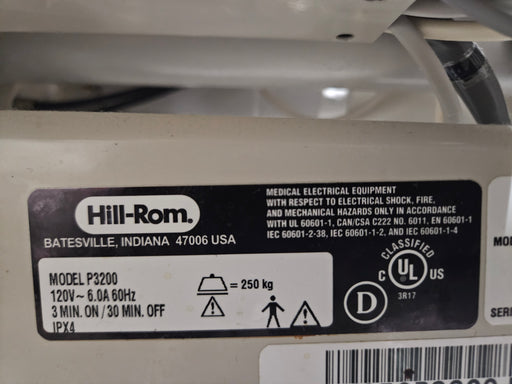 Hill-Rom.
BATESVILLE, INDIANA 47006 USA
MEDICAL ELECTRICAL EQUIPMENT
WITH RESPECT TO ELECTRICAL SHOCK, FIRE,
AND MECHANICAL HAZARDS ONLY IN ACCORDANCE
WITH UL 60601-1, CAN/CSA C222 NO. 6011, EN 60601-1
IEC 60601-2-38, IEC 60601-1-2, AND IEC 60601-1-4
MODEL P3200
120V~ 6.0A 60Hz
3 MIN. ON / 30 MIN. OFF
IPX4
= 250 kg
D
CLASSIFIED
C UL US
3R17
MO
SERI